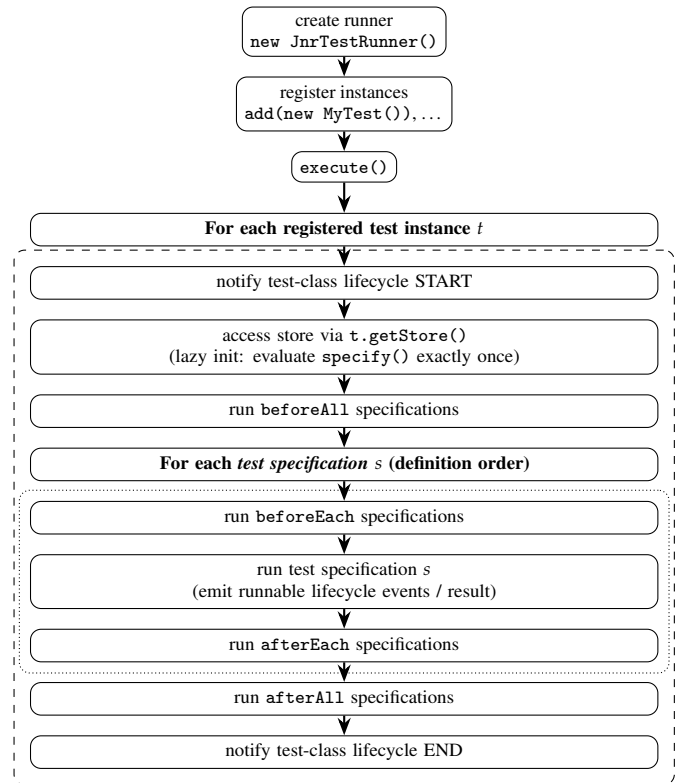 create runner
new JnrTestRunner()
register instances
add(new MyTest()),...
execute()
For each registered test instance t
notify test-class lifecycle START
access store via t.getStore()
(lazy init: evaluate specify() exactly once)
run beforeAll specifications
For each test specification s (definition order)
run beforeEach specifications
run test specification s
(emit runnable lifecycle events / result)
run afterEach specifications
run afterAll specifications
notify test-class lifecycle END